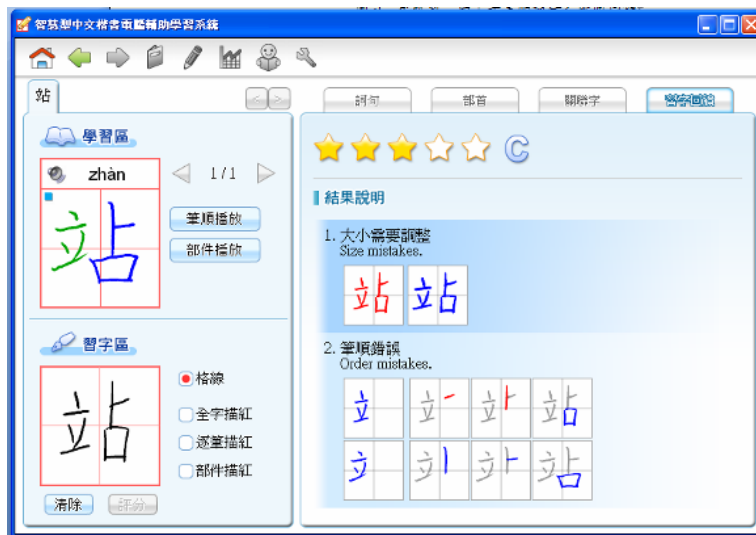 智慧型中文楷書電腦輔助學習系統
站
< >
詞句
部首
關聯字
習字回饋
學習區
zhàn
1/1
站
筆順播放
部件播放
習字區
站
格線
全字描紅
逐筆描紅
部件描紅
清除
評分
C
結果說明
1. 大小需要調整
Size mistakes.
站 站
2. 筆順錯誤
Order mistakes.